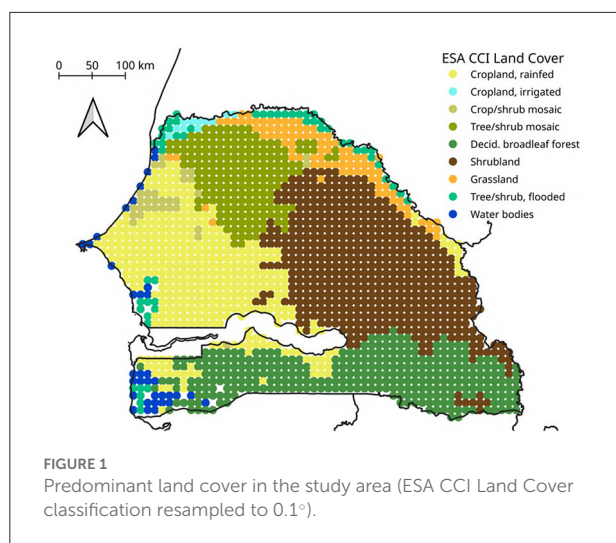 0 50 100 km
ESA CCI Land Cover
Cropland, rainfed
Cropland, irrigated
Crop/shrub mosaic
Tree/shrub mosaic
Decid. broadleaf forest
Shrubland
Grassland
Tree/shrub, flooded
Water bodies
FIGURE 1
Predominant land cover in the study area (ESA CCI Land Cover
classification resampled to 0.1°).